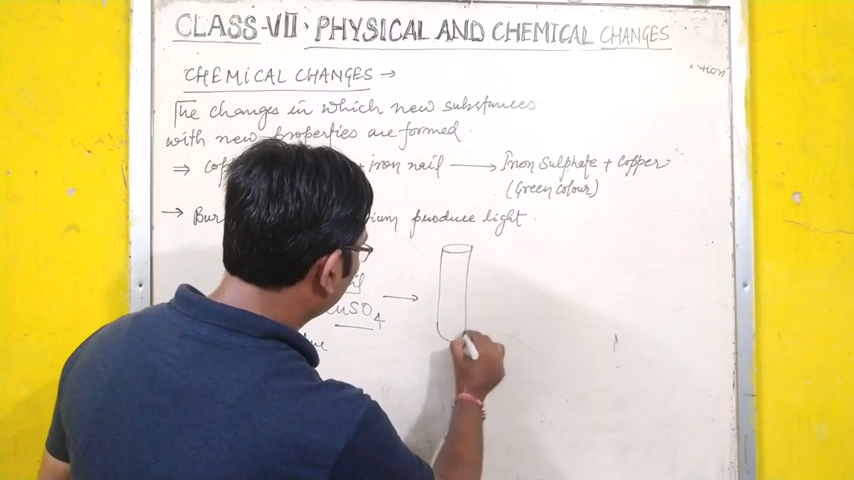 CLASS-VII. PHYSICAL AND CHEMICAL CHANGES
CHEMICAL CHANGES →
The changes in which new substances
with new properties are formed.
⇒ + iron nail → Iron Sulphate + Copper
(Green colour)
→ produce light.
CuSO4 →